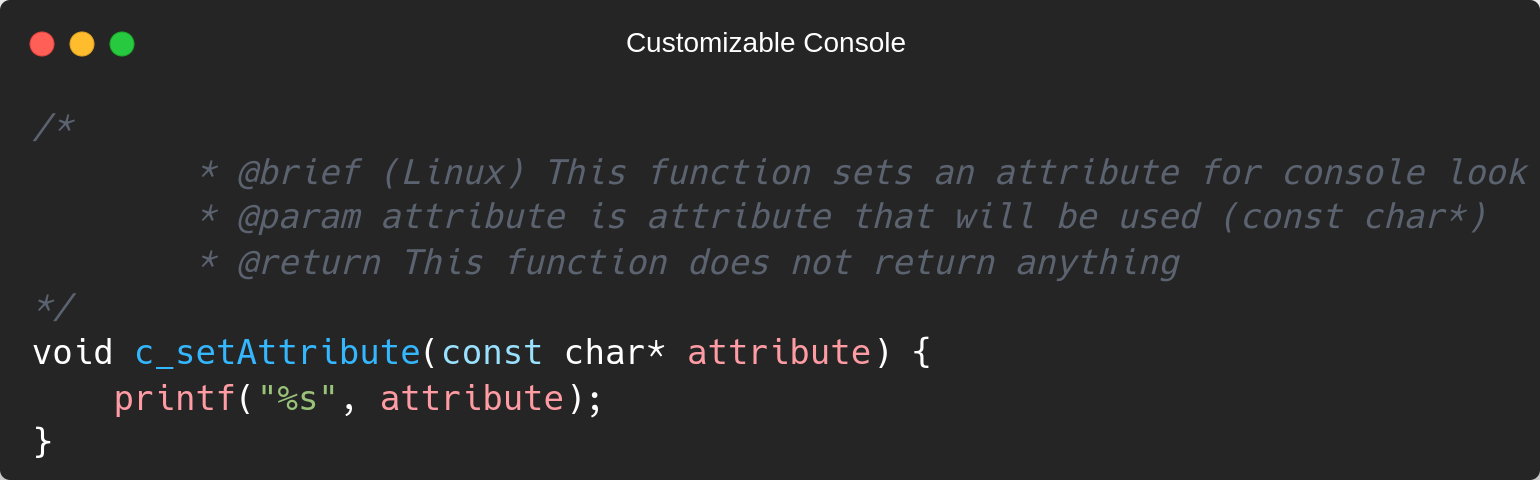 Customizable Console
/*
        * @brief (Linux) This function sets an attribute for console look
        * @param attribute is attribute that will be used (const char*)
        * @return This function does not return anything
*/
void c_setAttribute(const char* attribute) {
    printf("%s", attribute);
}